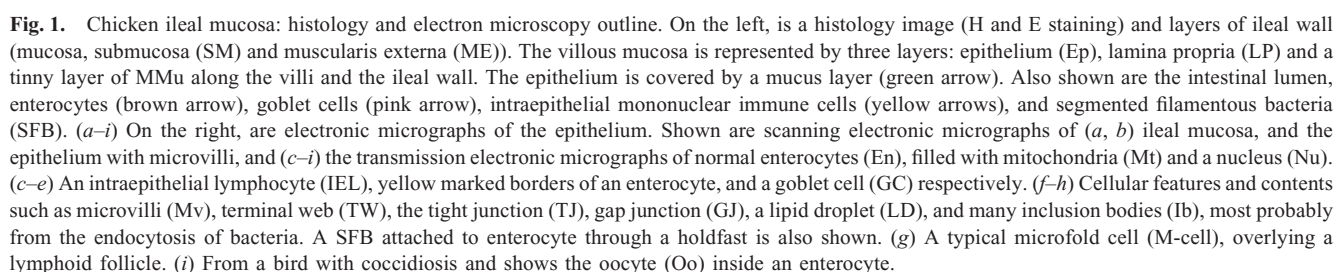 Fig. 1. Chicken ileal mucosa: histology and electron microscopy outline. On the left, is a histology image (H and E staining) and layers of ileal wall
(mucosa, submucosa (SM) and muscularis externa (ME)). The villous mucosa is represented by three layers: epithelium (Ep), lamina propria (LP) and a
tinny layer of MMu along the villi and the ileal wall. The epithelium is covered by a mucus layer (green arrow). Also shown are the intestinal lumen,
enterocytes (brown arrow), goblet cells (pink arrow), intraepithelial mononuclear immune cells (yellow arrows), and segmented filamentous bacteria
(SFB). (a–i) On the right, are electronic micrographs of the epithelium. Shown are scanning electronic micrographs of (a, b) ileal mucosa, and the
epithelium with microvilli, and (c–i) the transmission electronic micrographs of normal enterocytes (En), filled with mitochondria (Mt) and a nucleus (Nu).
(c–e) An intraepithelial lymphocyte (IEL), yellow marked borders of an enterocyte, and a goblet cell (GC) respectively. (f–h) Cellular features and contents
such as microvilli (Mv), terminal web (TW), the tight junction (TJ), gap junction (GJ), a lipid droplet (LD), and many inclusion bodies (Ib), most probably
from the endocytosis of bacteria. A SFB attached to enterocyte through a holdfast is also shown. (g) A typical microfold cell (M-cell), overlying a
lymphoid follicle. (i) From a bird with coccidiosis and shows the oocyte (Oo) inside an enterocyte.